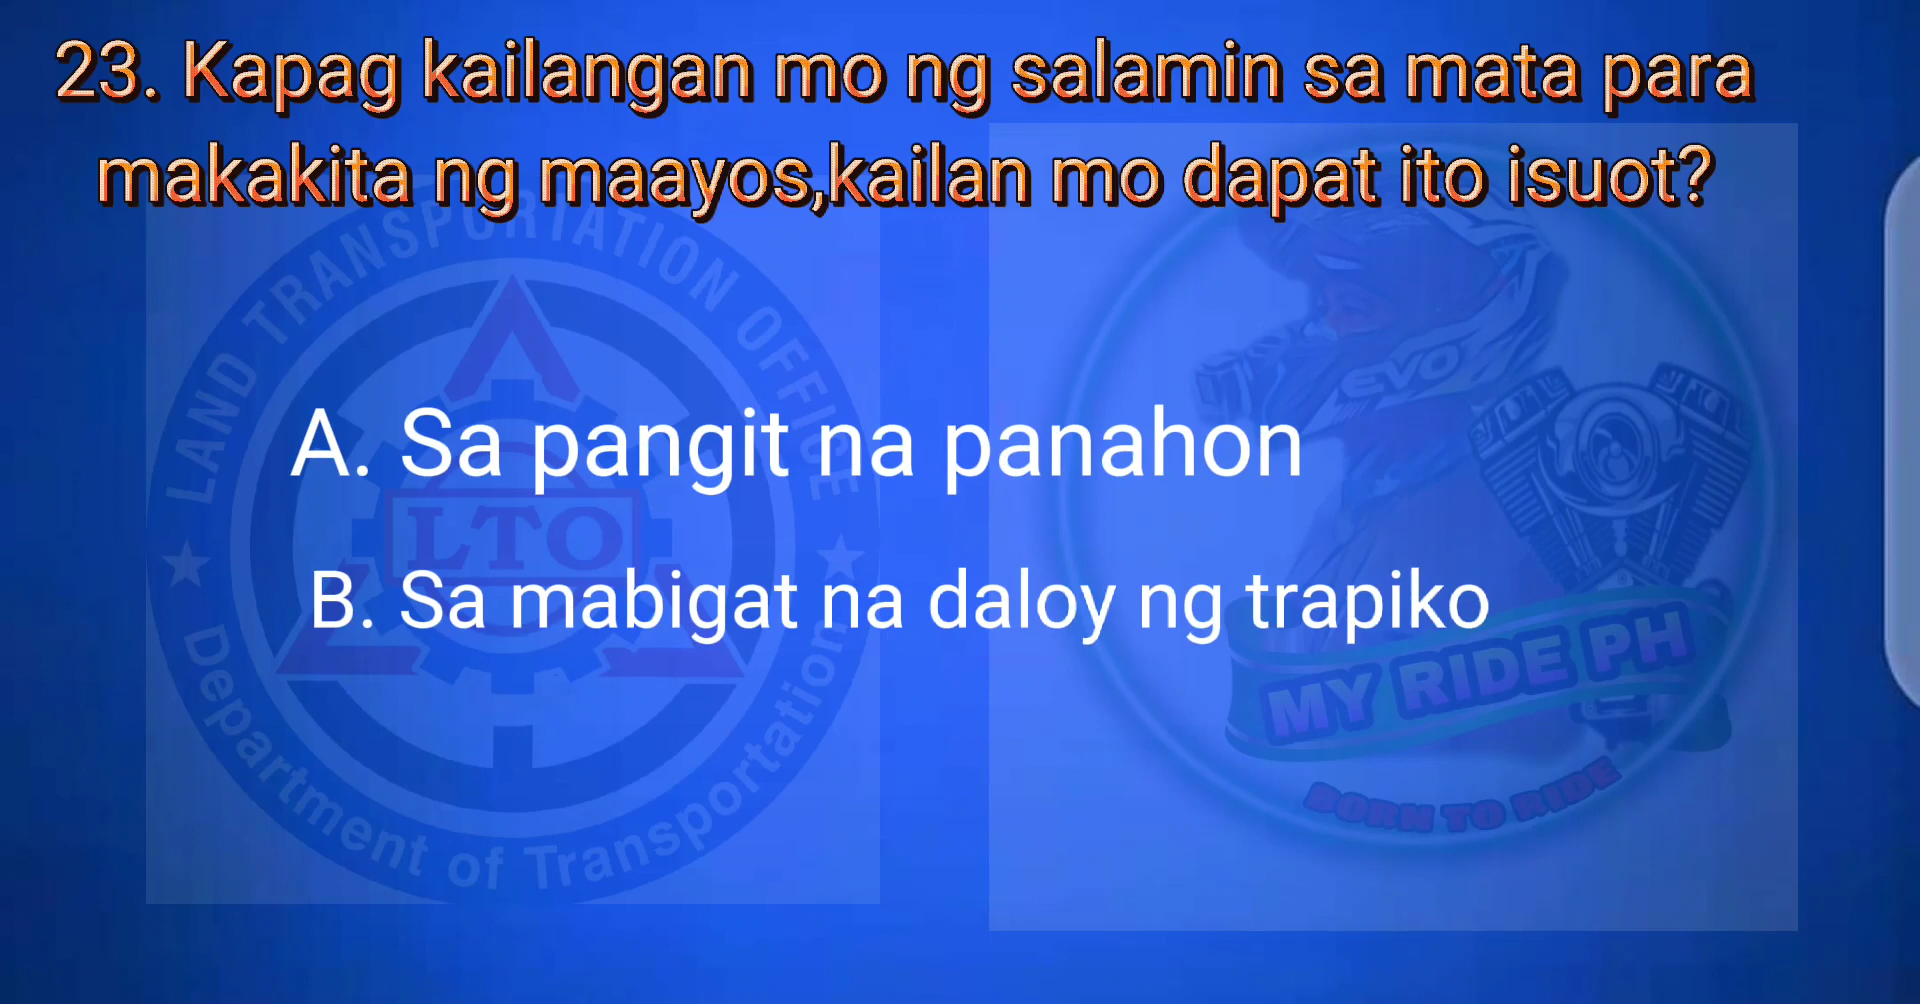 23. Kapag kailangan mo ng salamin sa mata para
makakita ng maayos,kailan mo dapat ito isuot?
LAND TRANSPORTATION OFFICE
EVO
A. Sa pangit na panahon
LTO
B. Sa mabigat na daloy ng trapiko
MY RIDE PH
BORN TO RIDE
Department of Transportation